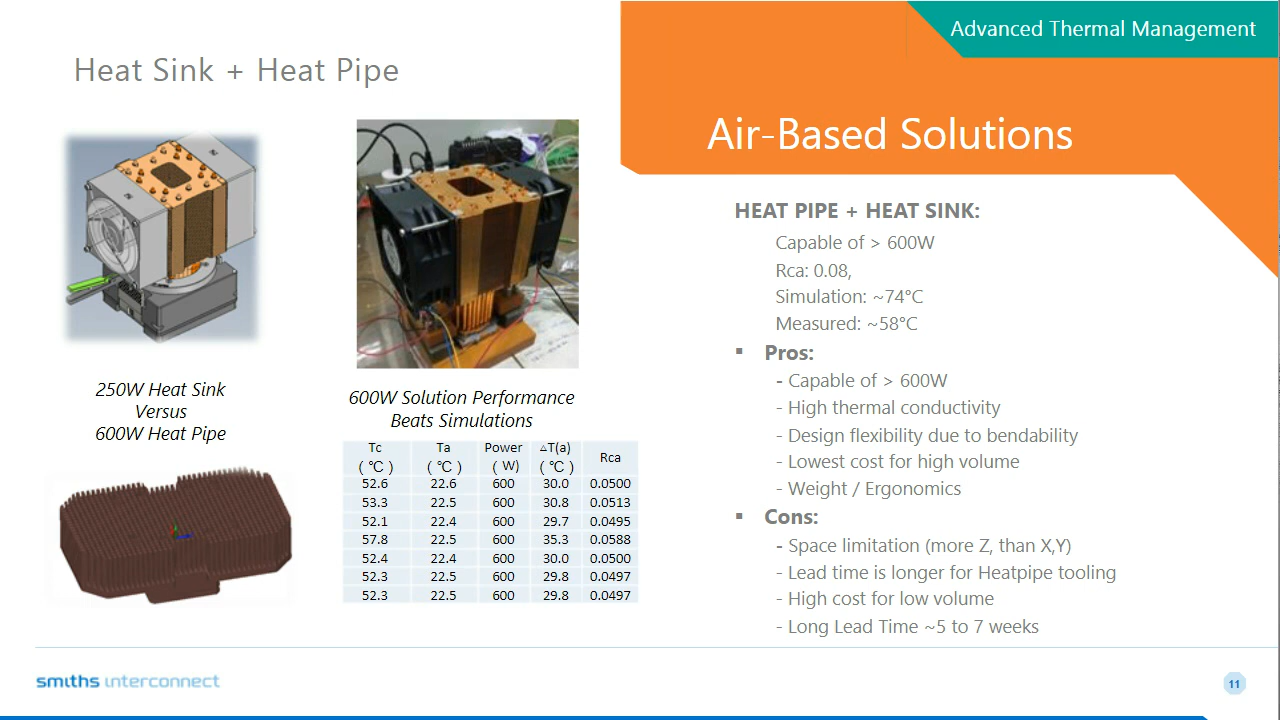 Advanced Thermal Management
Heat Sink + Heat Pipe
Air-Based Solutions
250W Heat Sink
Versus
600W Heat Pipe
600W Solution Performance
Beats Simulations
Tc Ta Power △T(a) Rca
(℃) (℃) (W) (℃)
52.6 22.6 600 30.0 0.0500
53.3 22.5 600 30.8 0.0513
52.1 22.4 600 29.7 0.0495
57.8 22.5 600 35.3 0.0588
52.4 22.4 600 30.0 0.0500
52.3 22.5 600 29.8 0.0497
52.3 22.5 600 29.8 0.0497
HEAT PIPE + HEAT SINK:
Capable of > 600W
Rca: 0.08,
Simulation: ~74°C
Measured: ~58°C
▪ Pros:
- Capable of > 600W
- High thermal conductivity
- Design flexibility due to bendability
- Lowest cost for high volume
- Weight / Ergonomics
▪ Cons:
- Space limitation (more Z, than X,Y)
- Lead time is longer for Heatpipe tooling
- High cost for low volume
- Long Lead Time ~5 to 7 weeks
smiths interconnect
11